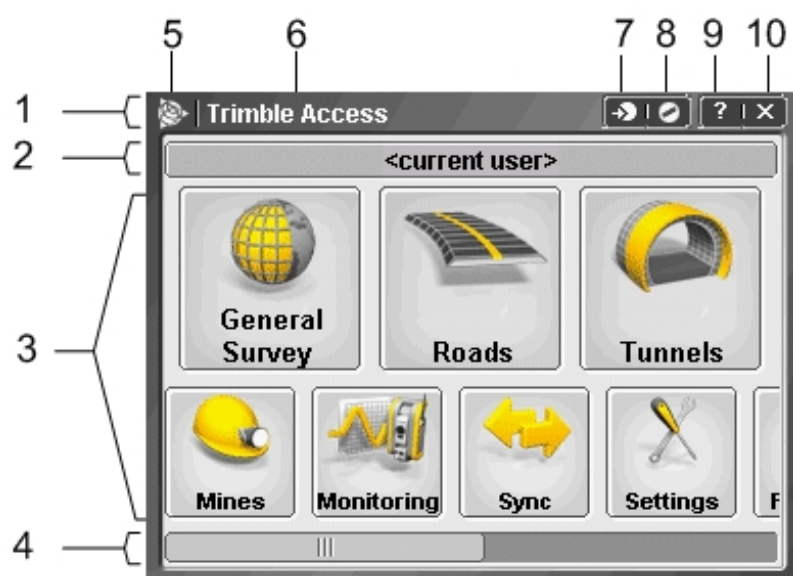 5 6 7 8 9 10
1 Trimble Access ? X
2 <current user>
General
Survey
Roads Tunnels
3
Mines Monitoring Sync Settings
4